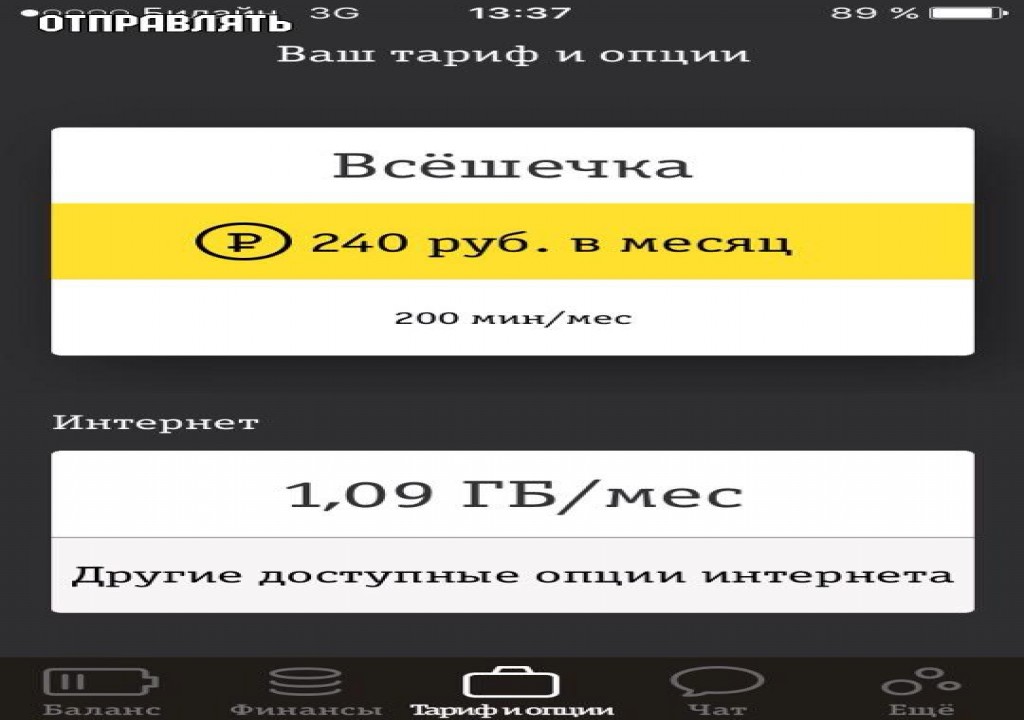 Билайн 3G 13:37 89 %
ОТПРАВЛЯТЬ
Ваш тариф и опции
Всёшечка
₽ 240 руб. в месяц
200 мин/мес
Интернет
1,09 ГБ/мес
Другие доступные опции интернета
Баланс Финансы Тариф и опции Чат Ещё